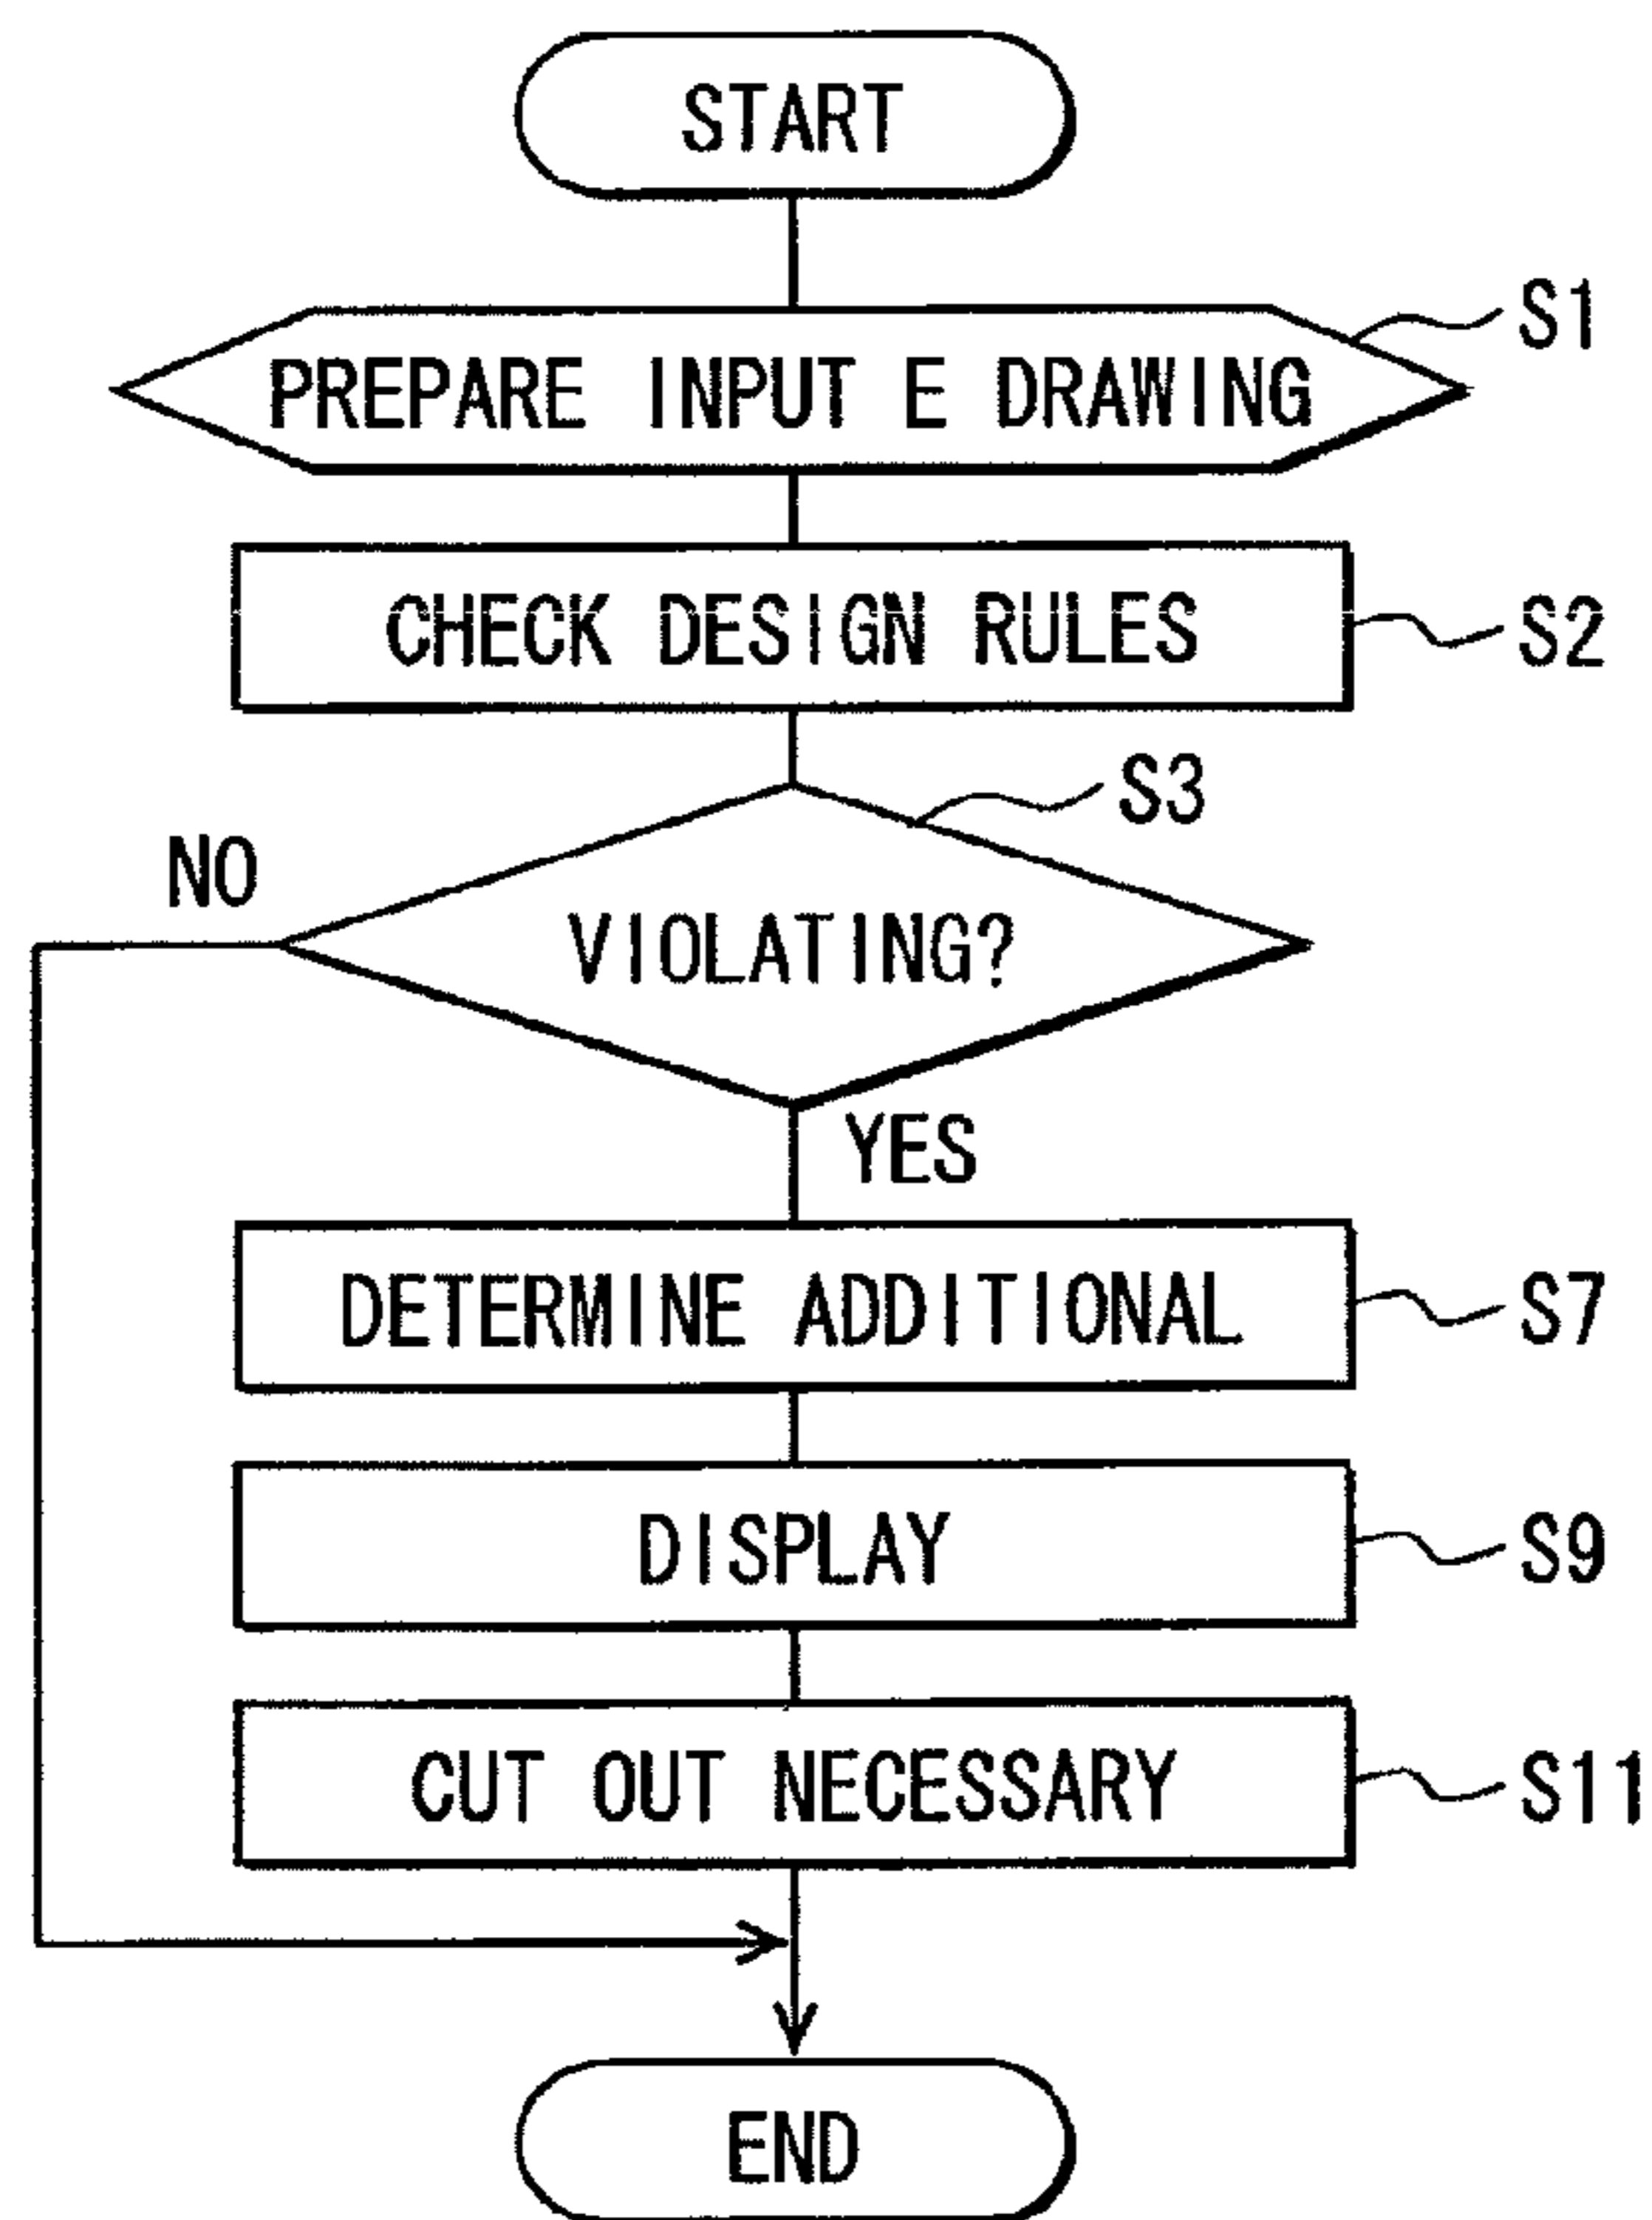 START
PREPARE INPUT E DRAWING
S1
CHECK DESIGN RULES
S2
S3
NO
VIOLATING?
YES
DETERMINE ADDITIONAL
S7
DISPLAY
S9
CUT OUT NECESSARY
S11
END